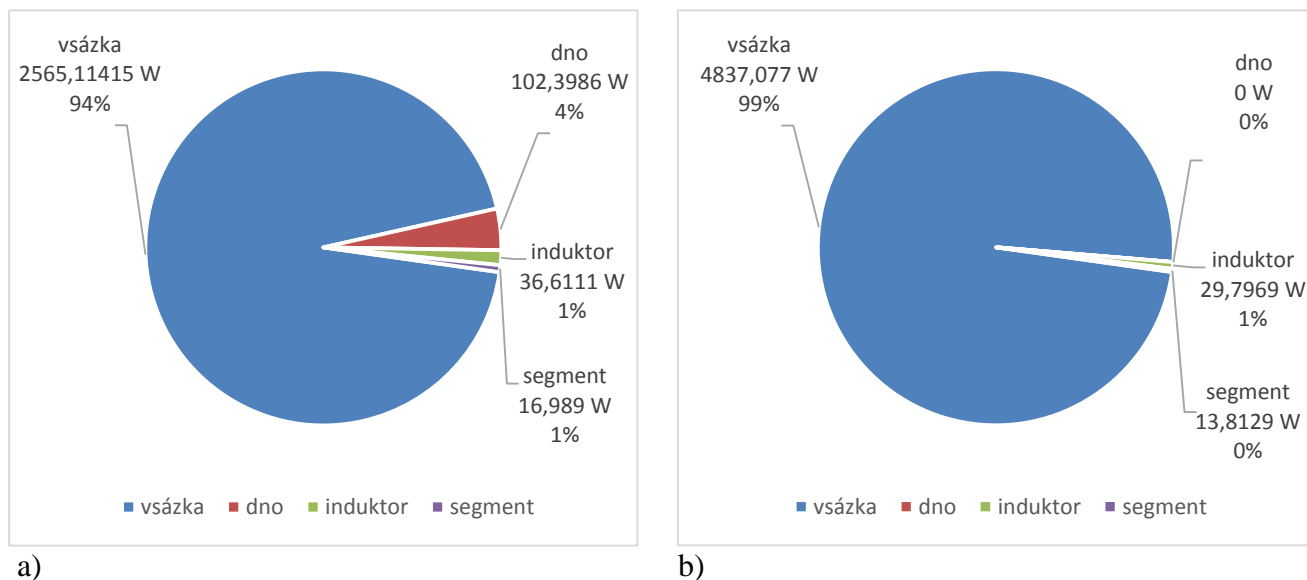 vsázka
2565,11415 W
94%
dno
102,3986 W
4%
induktor
36,6111 W
1%
segment
16,989 W
1%
vsázka dno induktor segment
a)
vsázka
4837,077 W
99%
dno
0 W
0%
induktor
29,7969 W
1%
segment
13,8129 W
0%
vsázka dno induktor segment
b)